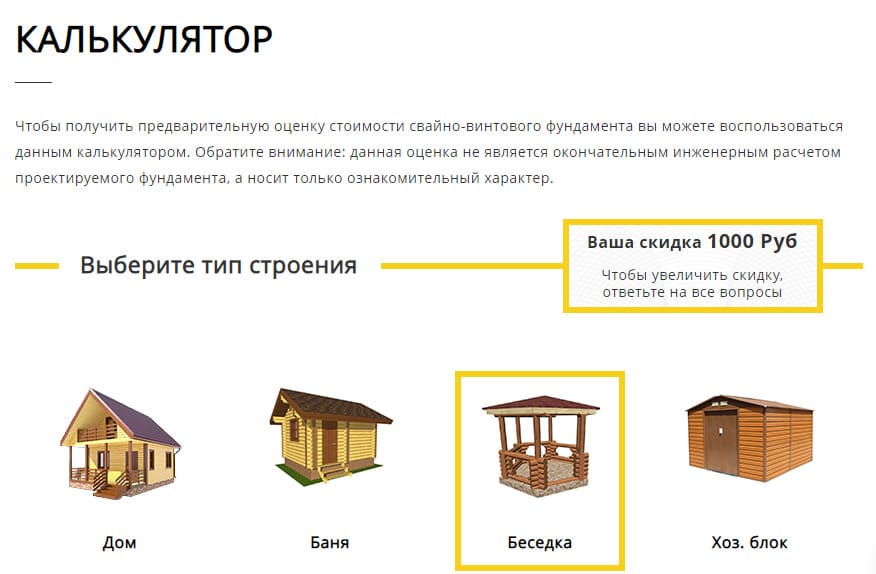 КАЛЬКУЛЯТОР
Чтобы получить предварительную оценку стоимости свайно-винтового фундамента вы можете воспользоваться
данным калькулятором. Обратите внимание: данная оценка не является окончательным инженерным расчетом
проектируемого фундамента, а носит только ознакомительный характер.
Выберите тип строения
Ваша скидка 1000 Руб
Чтобы увеличить скидку,
ответьте на все вопросы
Дом
Баня
Беседка
Хоз. блок